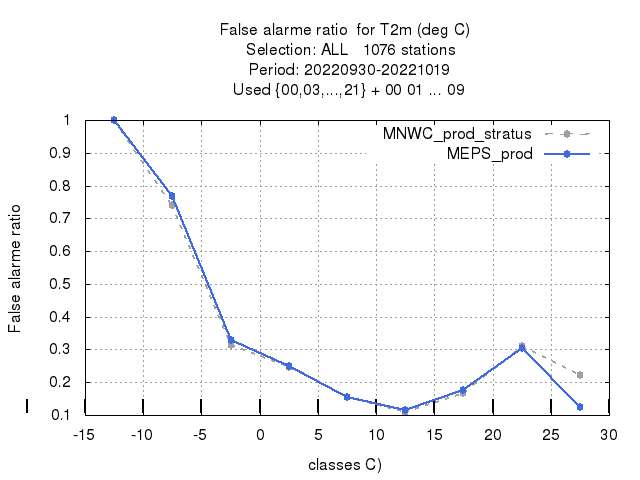 False alarme ratio  for T2m (deg C)
Selection: ALL   1076 stations
Period: 20220930-20221019
Used {00,03,...,21} + 00 01 ... 09
MNWC_prod_stratus
MEPS_prod
1
0.9
0.8
0.7
0.6
0.5
0.4
0.3
0.2
0.1
False alarme ratio
-15 -10 -5 0 5 10 15 20 25 30
classes C)